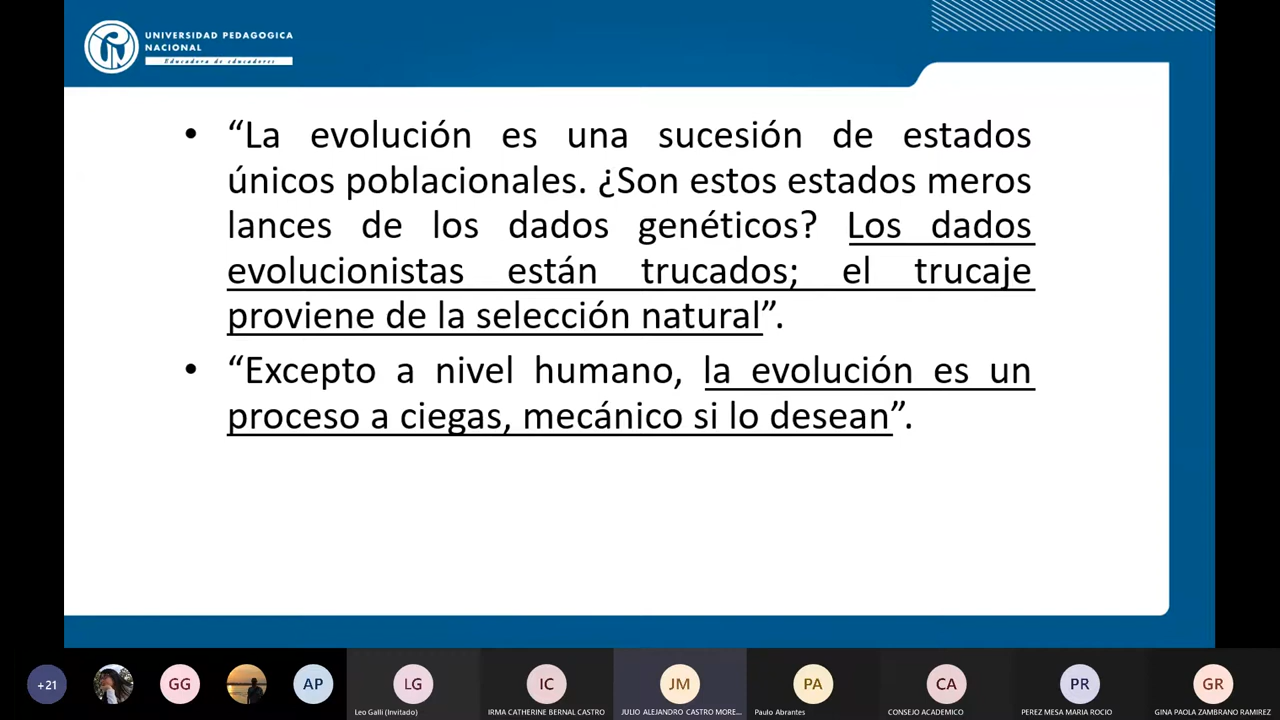 UNIVERSIDAD PEDAGOGICA
NACIONAL
Educadora de educadores
• “La evolución es una sucesión de estados
únicos poblacionales. ¿Son estos estados meros
lances de los dados genéticos? Los dados
evolucionistas están trucados; el trucaje
proviene de la selección natural”.
• “Excepto a nivel humano, la evolución es un
proceso a ciegas, mecánico si lo desean”.
+21
GG
AP
LG
IC
JM
PA
CA
PR
GR
Leo Galli (Invitado)
IRMA CATHERINE BERNAL CASTRO
JULIO ALEJANDRO CASTRO MORE...
Paulo Abrantes
CONSEJO ACADEMICO
PEREZ MESA MARIA ROCIO
GINA PAOLA ZAMBRANO RAMIREZ